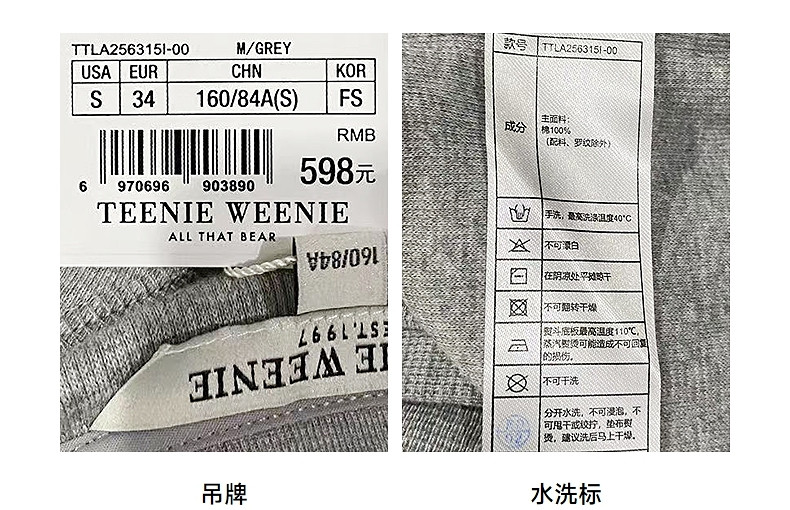 TTLA256315I-00 M/GREY
USA EUR CHN KOR
S 34 160/84A(S) FS
RMB
598元
6 970696 903890
TEENIE WEENIE
ALL THAT BEAR
160/84A
EST.1997
IE WEENIE
吊牌
款号 TTLA256315I-00
成分
主面料:
棉100%
(配料、罗纹除外)
手洗，最高洗涤温度40°C
不可漂白
在阴凉处平摊晾干
不可翻转干燥
熨斗底板最高温度110℃,
蒸汽熨烫可能造成不可回复
的损伤。
不可干洗
分开水洗，不可浸泡，不
可甩干或绞拧，垫布熨
烫，建议洗后马上干燥。
水洗标